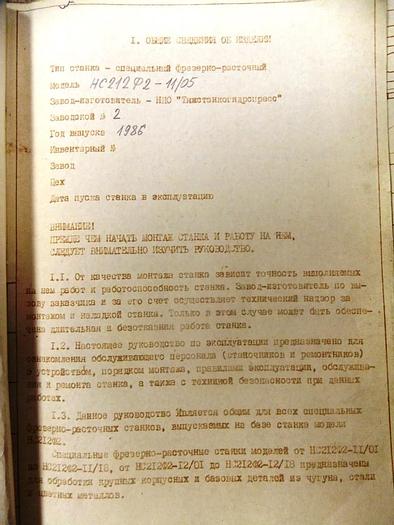 I. ОБЩИЕ СВЕДЕНИЯ ОБ ИЗДЕЛИИ
Тип станка - специальный фрезерно-расточный
Модель НС212Ф2-11/05
Завод-изготовитель - НПО "Тяжстанкогидропресс"
Заводской № 2
Год выпуска 1986
Инвентарный №
Завод
Цех
Дата пуска станка в эксплуатацию
ВНИМАНИЕ!
ПРЕЖДЕ ЧЕМ НАЧАТЬ МОНТАЖ СТАНКА И РАБОТУ НА НЕМ,
СЛЕДУЕТ ВНИМАТЕЛЬНО ИЗУЧИТЬ РУКОВОДСТВО.
I.I. От качества монтажа станка зависят точность выполняемых
на нем работ и работоспособность станка. Завод-изготовитель по вы-
зову заказчика и за его счет осуществляет технический надзор за
монтажом и наладкой станка. Только в этом случае может быть обеспе-
чена длительная и безотказная работа станка.
I.2. Настоящее руководство по эксплуатации предназначено для
ознакомления обслуживающего персонала (станочников и ремонтников)
с устройством, порядком монтажа, правилами эксплуатации, обслужива-
ния и ремонта станка, а также с техникой безопасности при данных
работах.
I.3. Данное руководство является общим для всех специальных
фрезерно-расточных станков, выпускаемых на базе станка модели
НС212Ф2.
Специальные фрезерно-расточные станки моделей от НС212Ф2-II/01
до НС212Ф2-II/18, от НС212Ф2-12/01 до НС212Ф2-12/18 предназначены
для обработки крупных корпусных и базовых деталей из чугуна, стали
и цветных металлов.